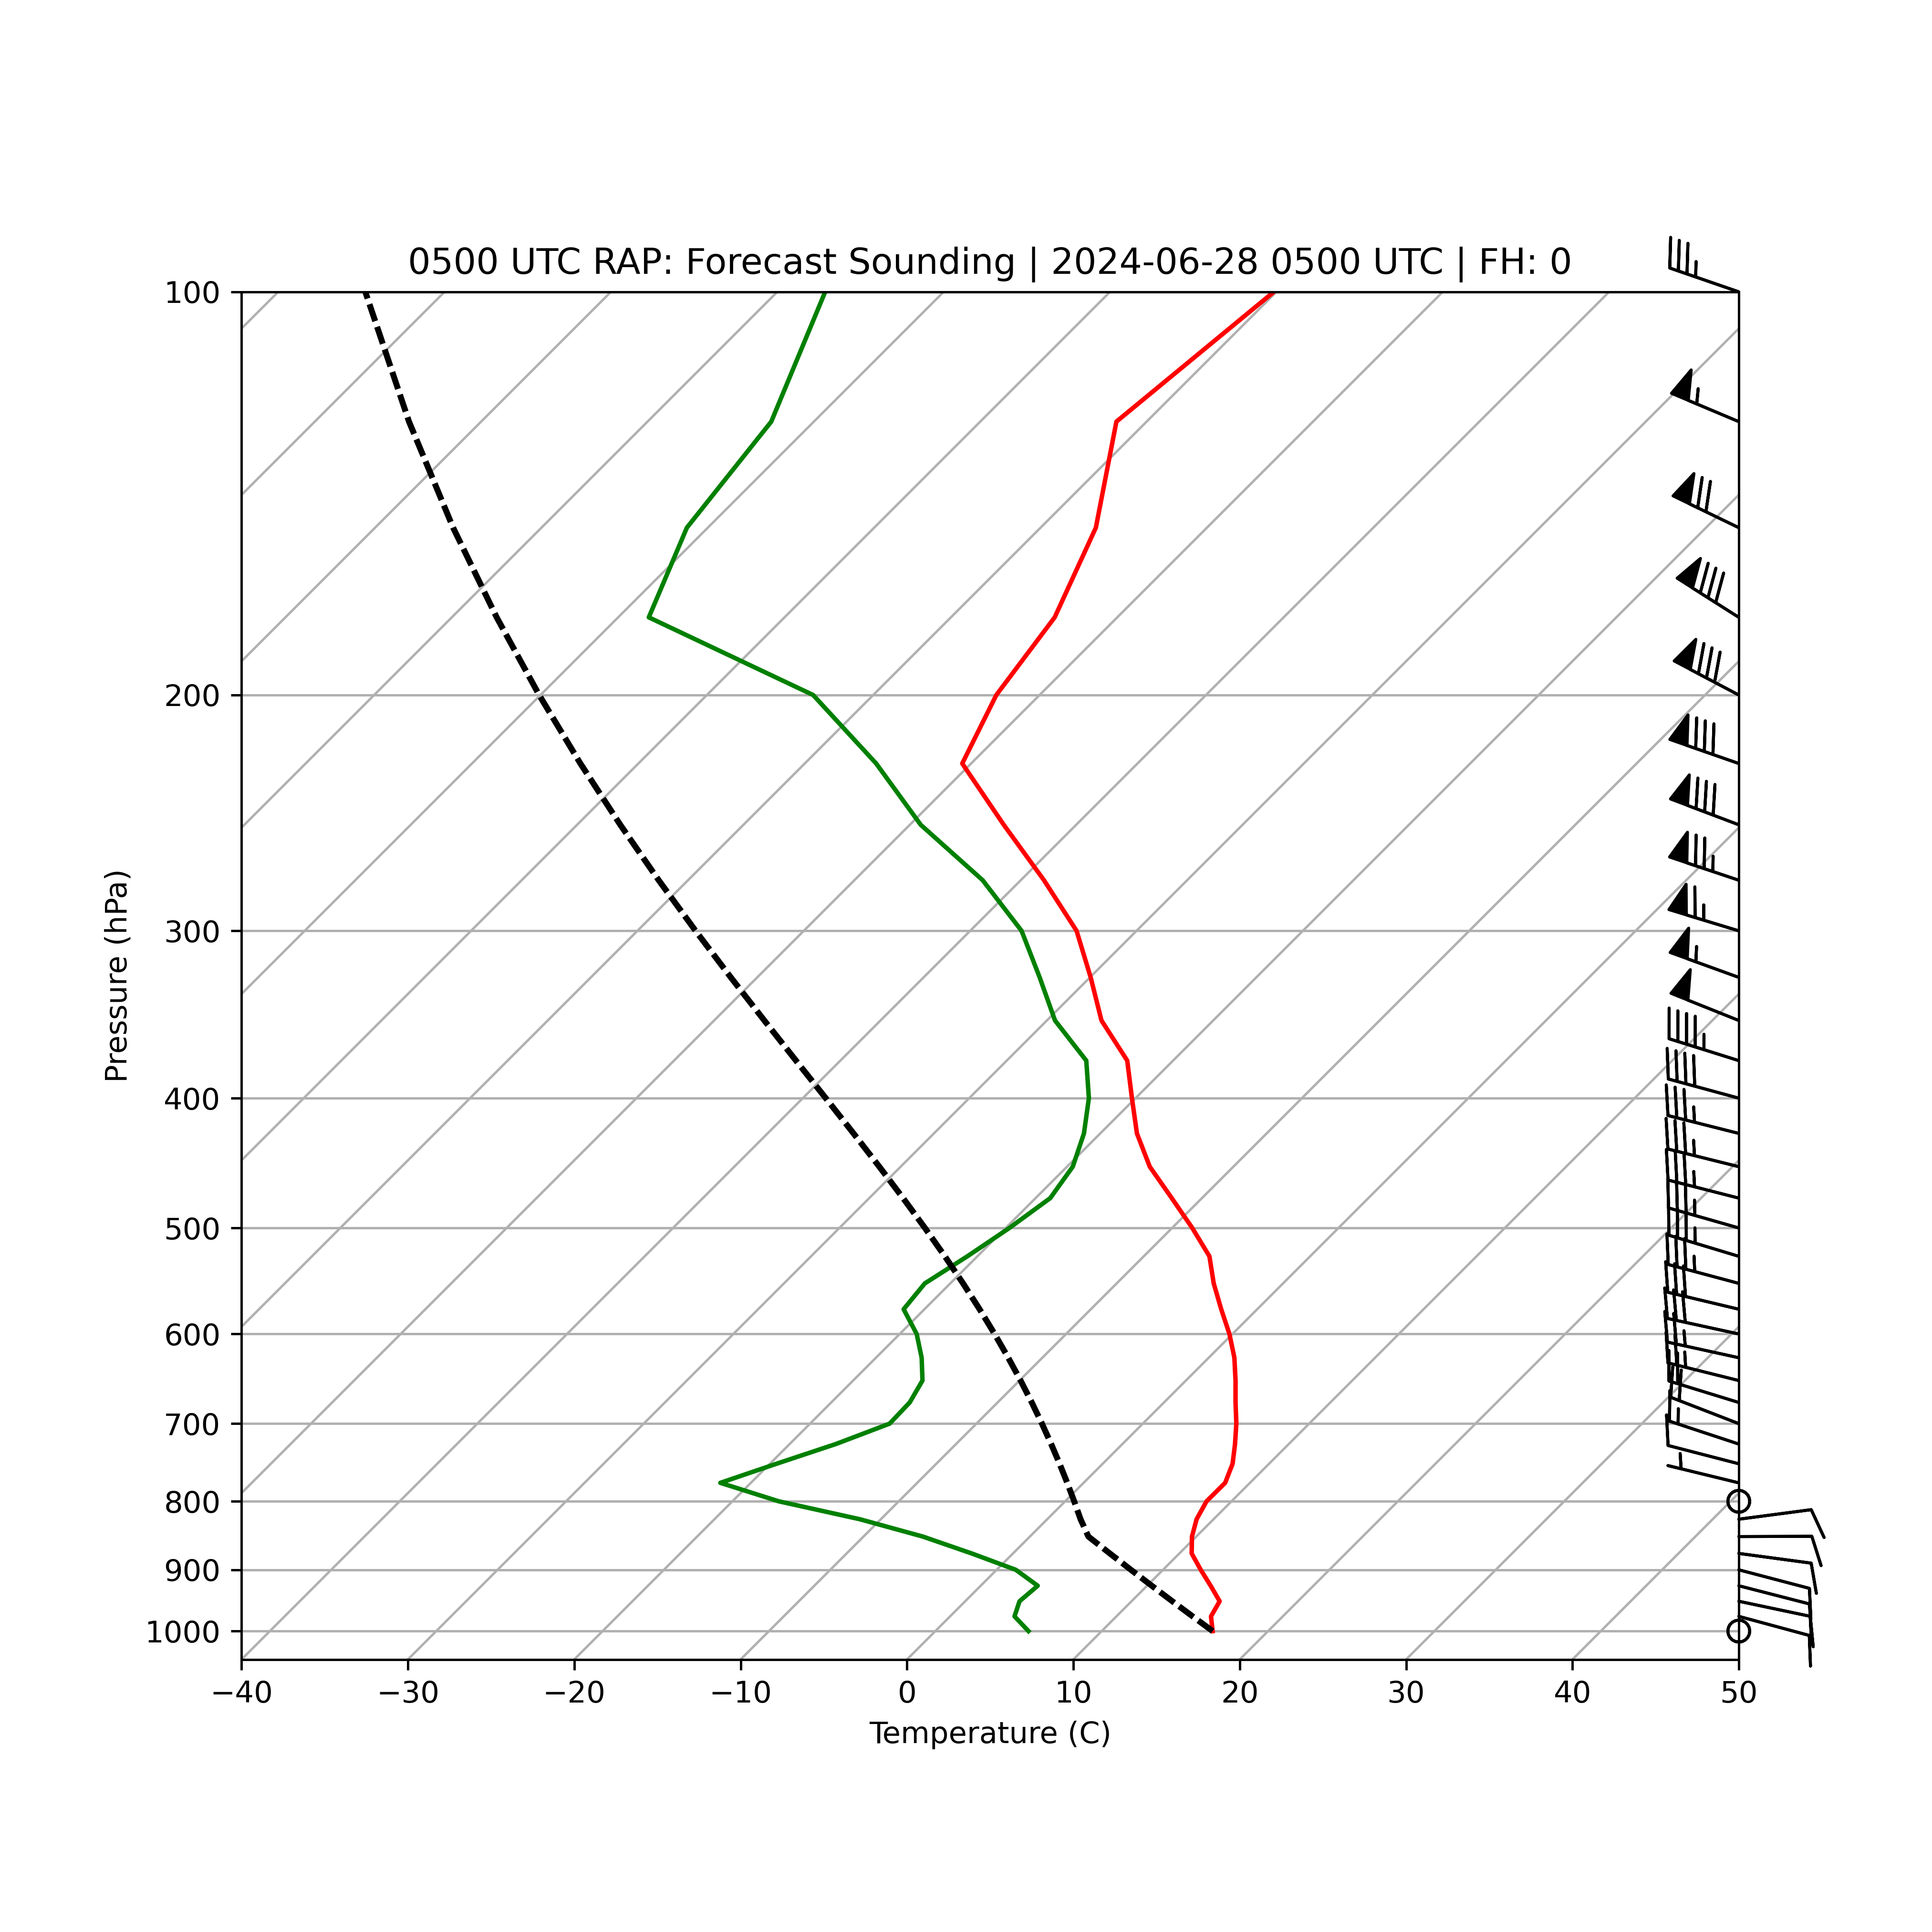 0500 UTC RAP: Forecast Sounding | 2024-06-28 0500 UTC | FH: 0
100
200
300
400
500
600
700
800
900
1000
Pressure (hPa)
−40 −30 −20 −10 0 10 20 30 40 50
Temperature (C)